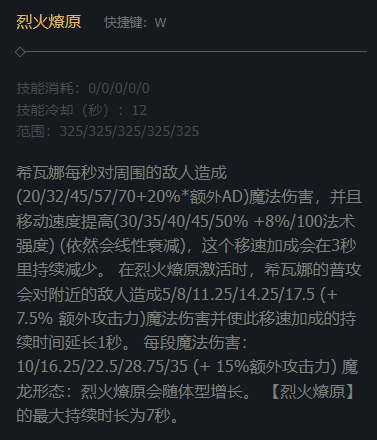 烈火燎原 快捷键：W
技能消耗：0/0/0/0/0
技能冷却（秒）：12
范围：325/325/325/325/325
希瓦娜每秒对周围的敌人造成
(20/32/45/57/70+20%*额外AD)魔法伤害，并且
移动速度提高(30/35/40/45/50% +8%/100法术
强度) (依然会线性衰减)，这个移速加成会在3秒
里持续减少。 在烈火燎原激活时，希瓦娜的普攻
会对附近的敌人造成5/8/11.25/14.25/17.5 (+
7.5% 额外攻击力)魔法伤害并使此移速加成的持
续时间延长1秒。 每段魔法伤害：
10/16.25/22.5/28.75/35 (+ 15%额外攻击力) 魔
龙形态：烈火燎原会随体型增长。 【烈火燎原】
的最大持续时长为7秒。